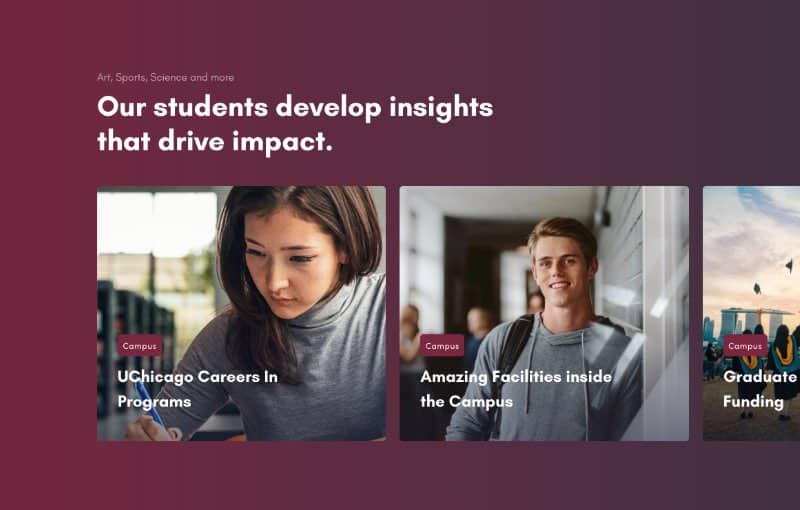 Art, Sports, Science and more
Our students develop insights
that drive impact.
Campus
UChicago Careers In
Programs
Campus
Amazing Facilities inside
the Campus
Campus
Graduate
Funding